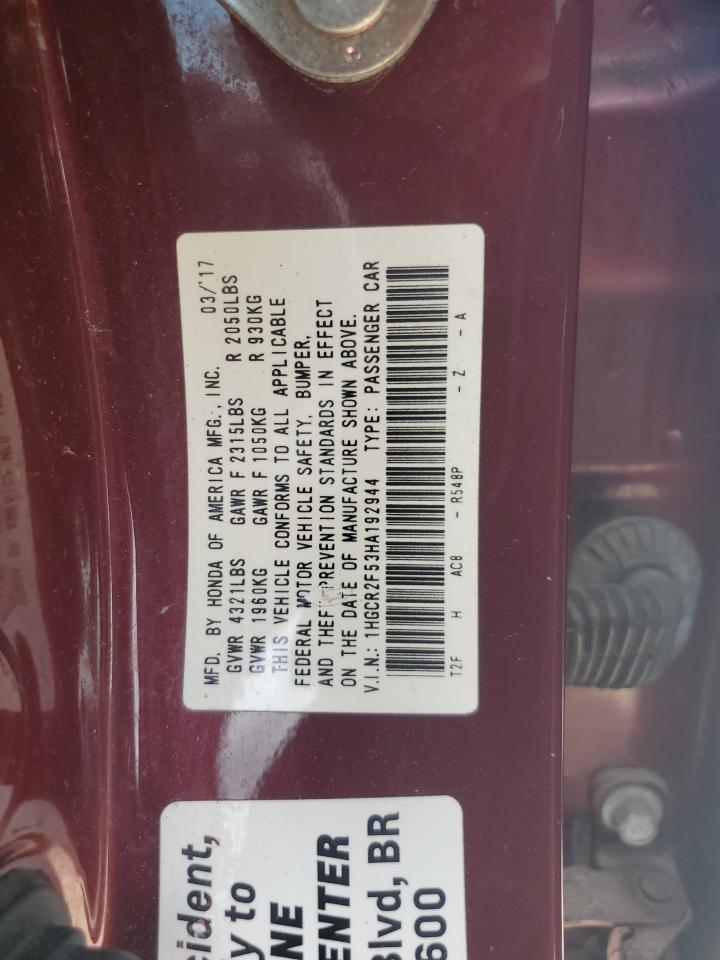 MFD. BY HONDA OF AMERICA MFG., INC. 03/'17
GVWR 4321LBS GAWR F 2315LBS R 2050LBS
GVWR 1960KG GAWR F 1050KG R 930KG
THIS VEHICLE CONFORMS TO ALL APPLICABLE
FEDERAL MOTOR VEHICLE SAFETY, BUMPER,
AND THEFT PREVENTION STANDARDS IN EFFECT
ON THE DATE OF MANUFACTURE SHOWN ABOVE.
V.I.N.: 1HGCR2F53HA192944 TYPE: PASSENGER CAR
T2F H AC8 - R548P - Z - A
cident,
y to
NE
ENTER
Blvd, BR
600